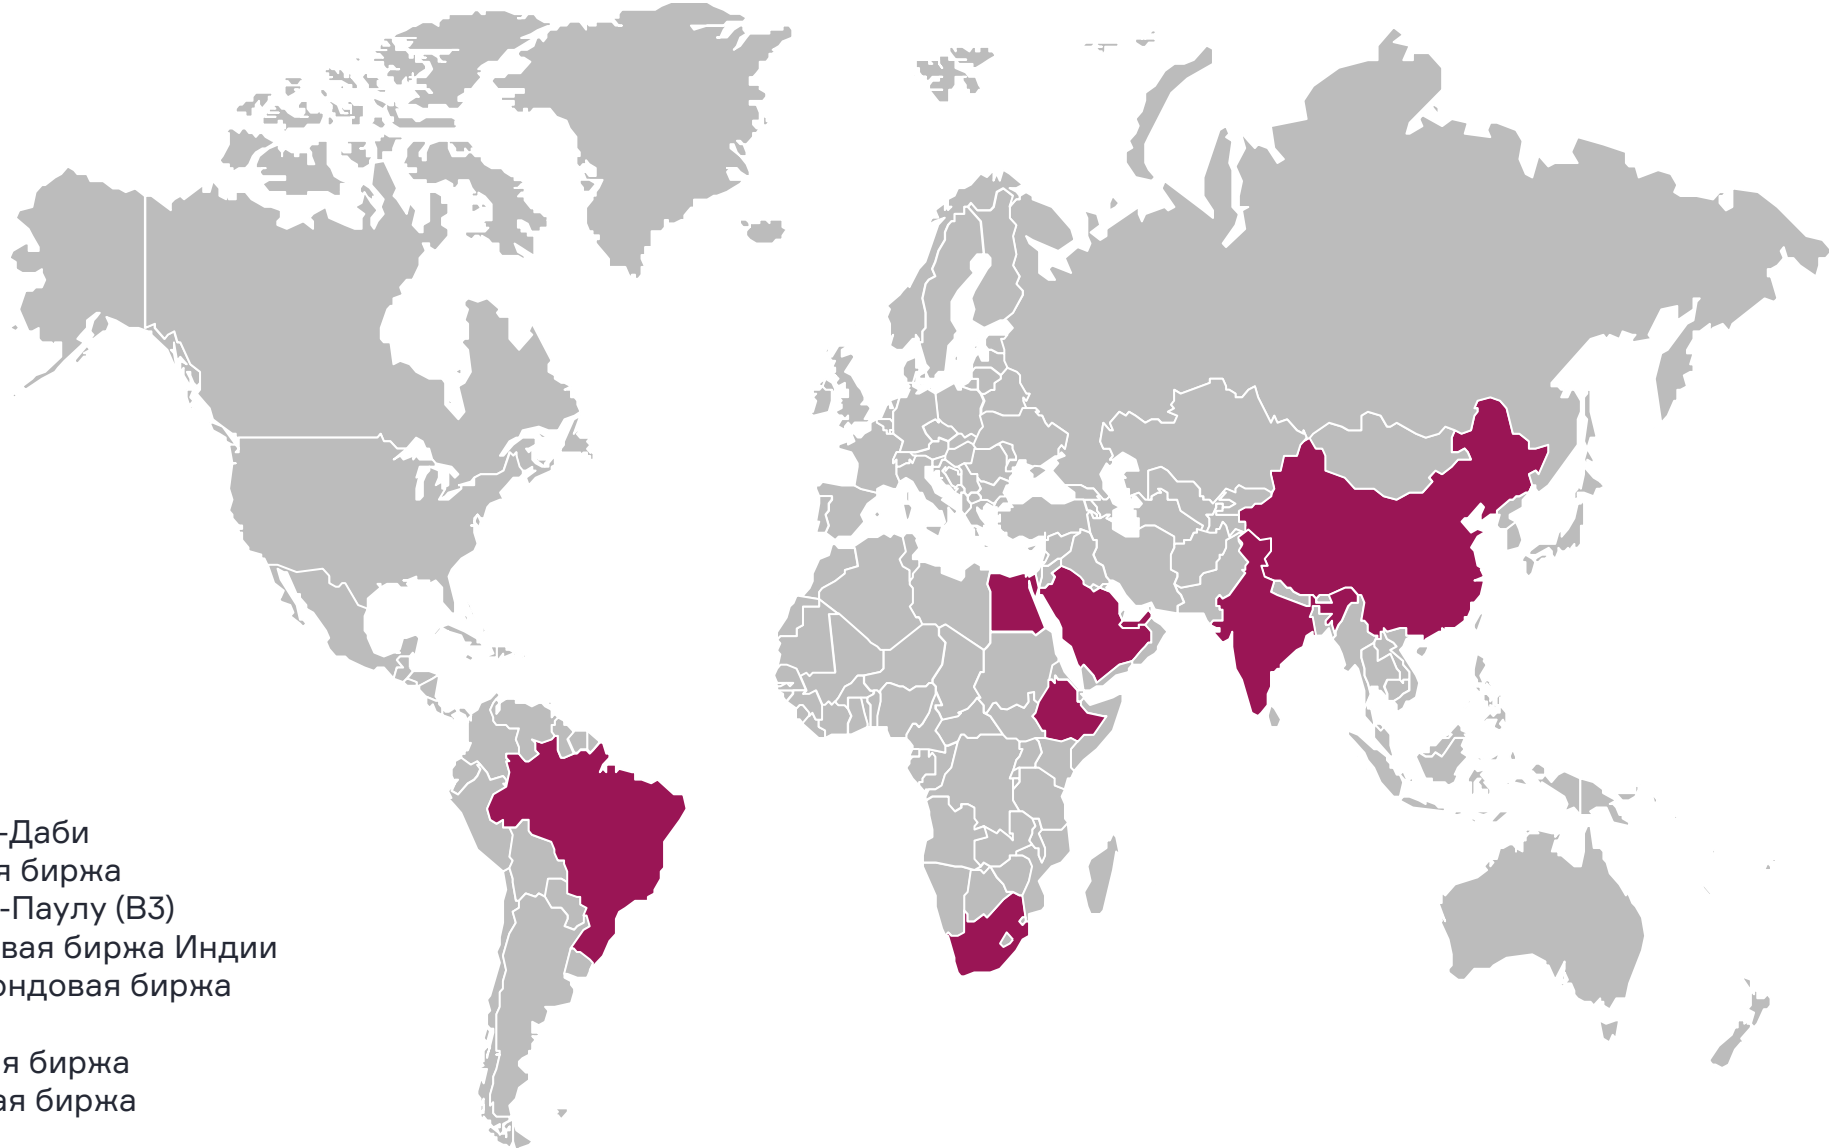 -Даби
я биржа
-Паулу (B3)
вая биржа Индии
ондовая биржа
я биржа
ая биржа